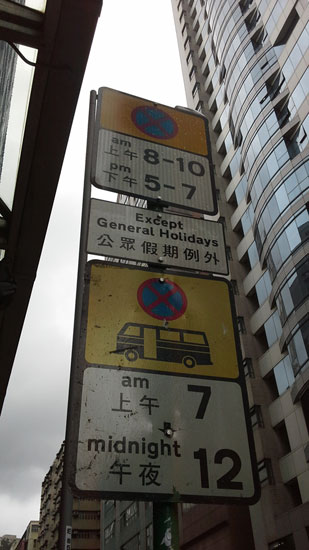 am
上午 8-10
pm
下午 5-7
Except
General Holidays
公眾假期例外
am
上午 7
midnight
午夜 12